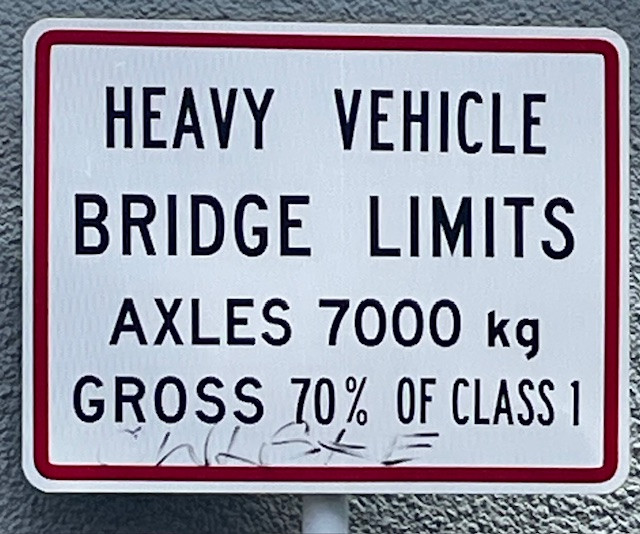 HEAVY VEHICLE
BRIDGE LIMITS
AXLES 7000 kg
GROSS 70% OF CLASS 1